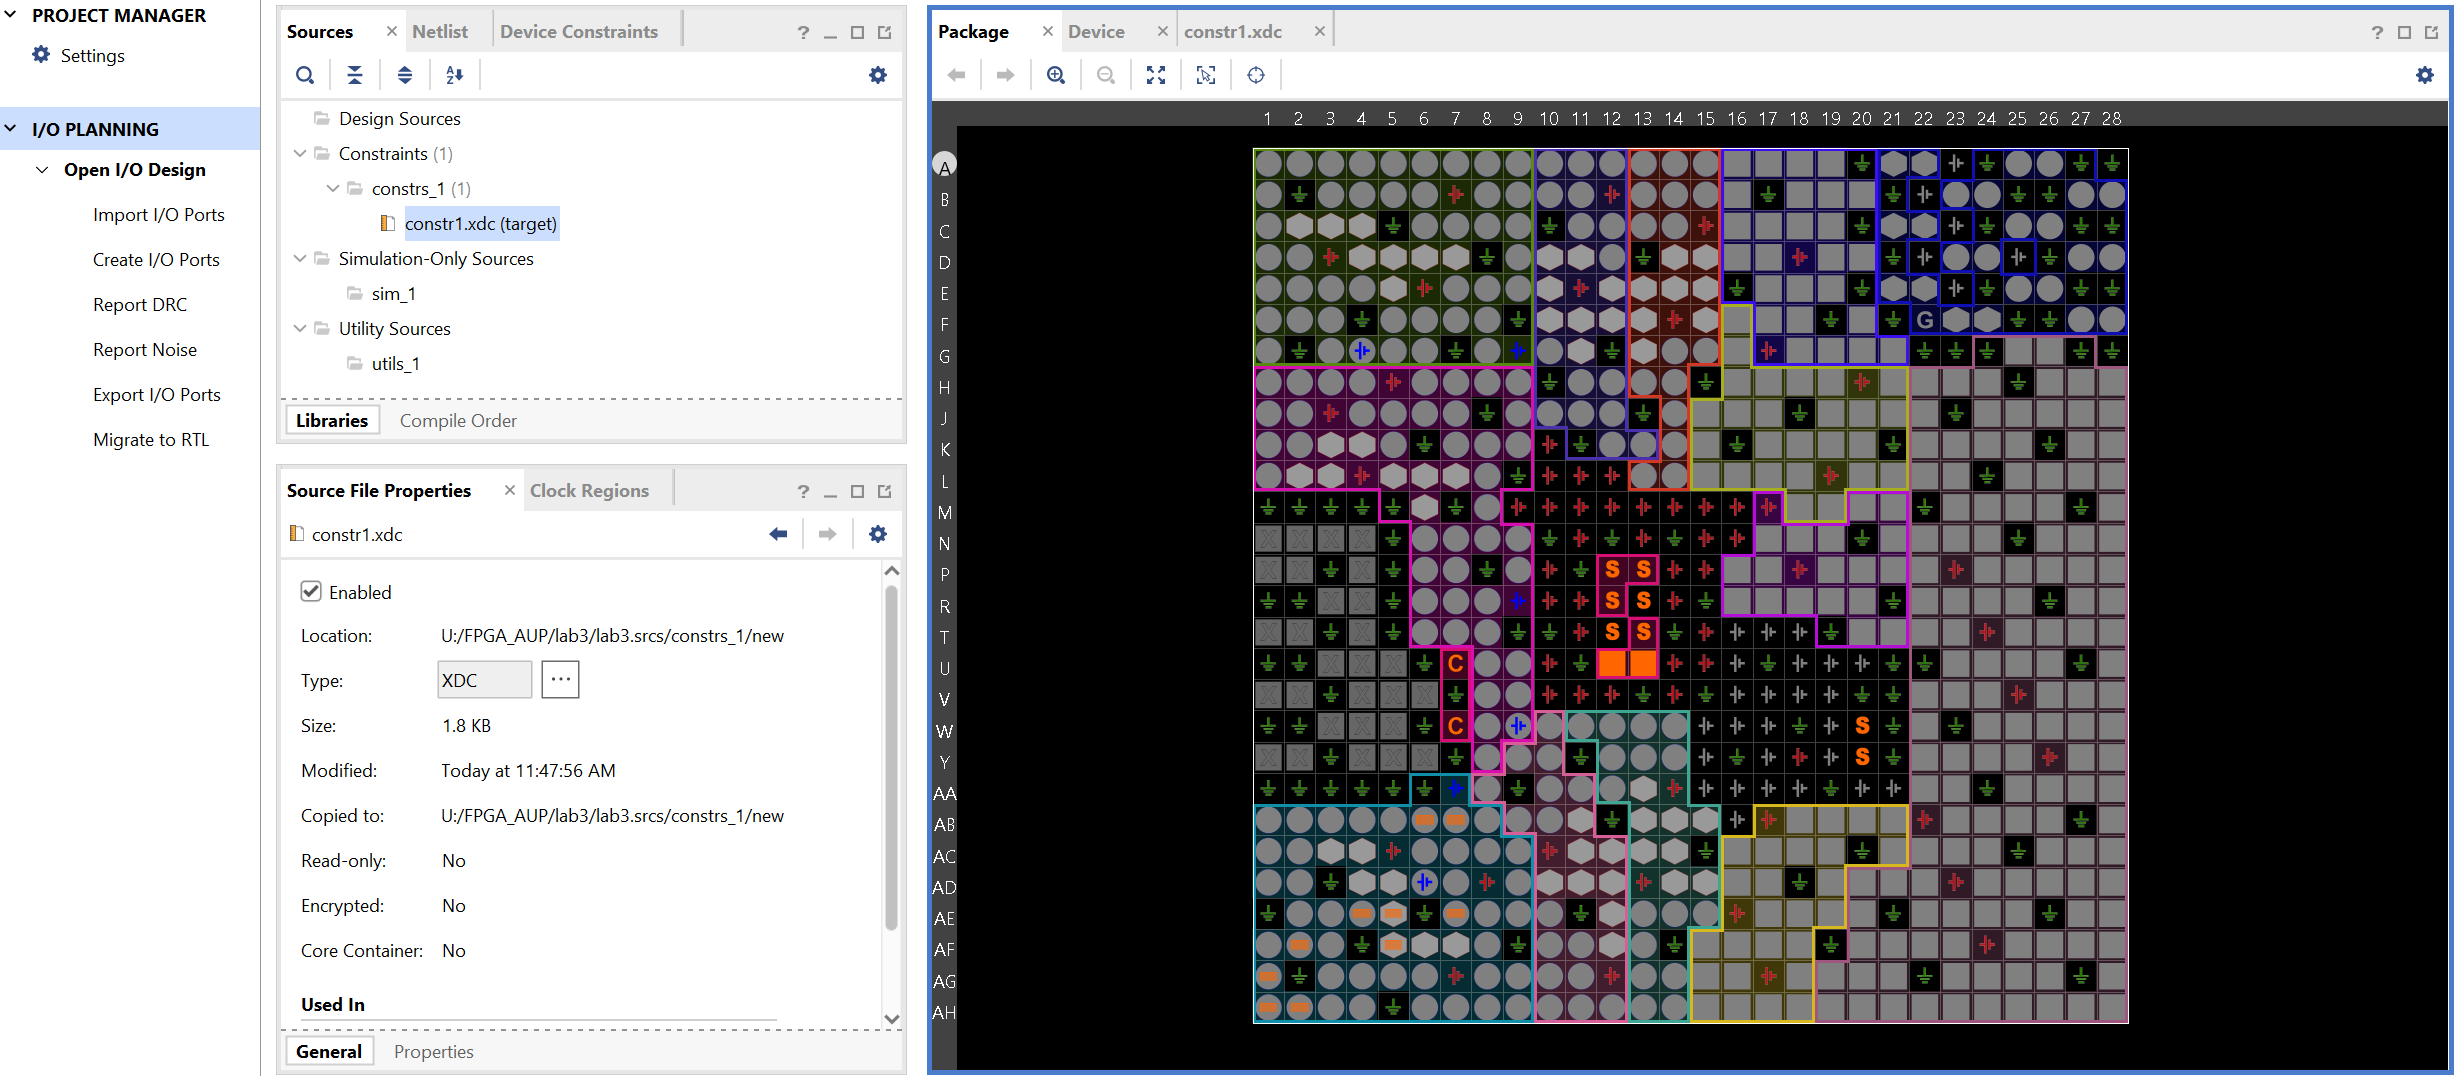 PROJECT MANAGER
Settings
I/O PLANNING
Open I/O Design
Import I/O Ports
Create I/O Ports
Report DRC
Report Noise
Export I/O Ports
Migrate to RTL
Sources × Netlist Device Constraints ?
Design Sources
Constraints (1)
constrs_1 (1)
constr1.xdc (target)
Simulation-Only Sources
sim_1
Utility Sources
utils_1
Libraries Compile Order
Source File Properties × Clock Regions ?
constr1.xdc
Enabled
Location: U:/FPGA_AUP/lab3/lab3.srcs/constrs_1/new
Type: XDC ...
Size: 1.8 KB
Modified: Today at 11:47:56 AM
Copied to: U:/FPGA_AUP/lab3/lab3.srcs/constrs_1/new
Read-only: No
Encrypted: No
Core Container: No
Used In
General Properties
Package × Device × constr1.xdc × ?
1 2 3 4 5 6 7 8 9 10 11 12 13 14 15 16 17 18 19 20 21 22 23 24 25 26 27 28
A
B
C
D
E
F G
G
H
J
K
L
M
N X X X X
P X X X S S
R X X S S
T X X X S S
U X X X C
V X X X X X
W X X X C S
Y X X X X X S
AA
AB
AC
AD
AE
AF
AG
AH